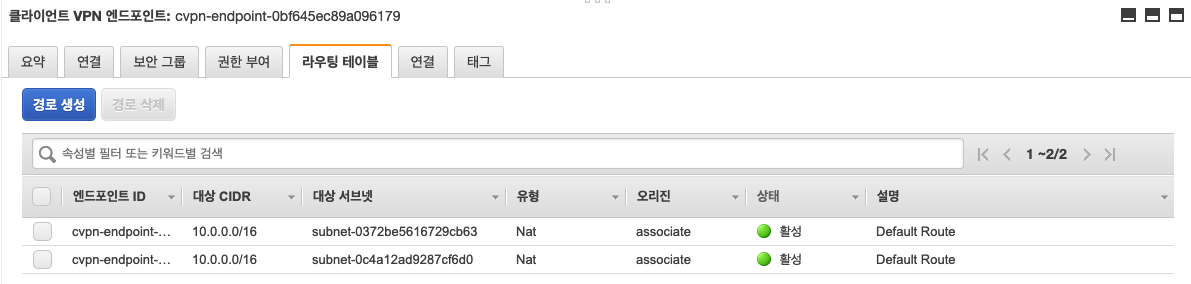 클라이언트 VPN 엔드포인트: cvpn-endpoint-0bf645ec89a096179
요약 연결 보안 그룹 권한 부여 라우팅 테이블 연결 태그
경로 생성 경로 삭제
속성별 필터 또는 키워드별 검색 1 ~2/2
엔드포인트 ID 대상 CIDR 대상 서브넷 유형 오리진 상태 설명
cvpn-endpoint-... 10.0.0.0/16 subnet-0372be5616729cb63 Nat associate 활성 Default Route
cvpn-endpoint-... 10.0.0.0/16 subnet-0c4a12ad9287cf6d0 Nat associate 활성 Default Route